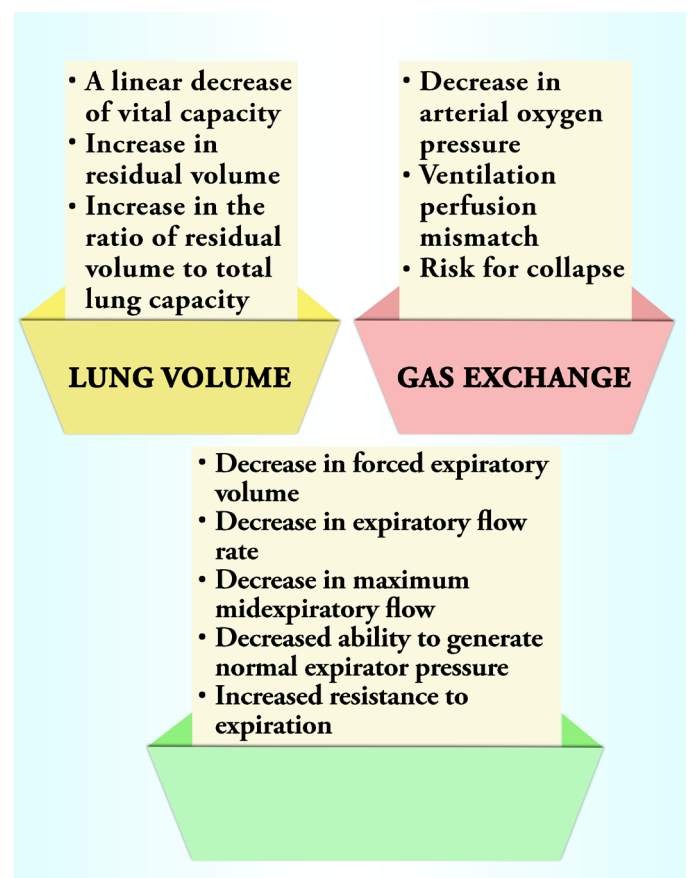 • A linear decrease
of vital capacity
• Increase in
residual volume
• Increase in the
ratio of residual
volume to total
lung capacity
LUNG VOLUME
• Decrease in
arterial oxygen
pressure
• Ventilation
perfusion
mismatch
• Risk for collapse
GAS EXCHANGE
• Decrease in forced expiratory
volume
• Decrease in expiratory flow
rate
• Decrease in maximum
midexpiratory flow
• Decreased ability to generate
normal expirator pressure
• Increased resistance to
expiration